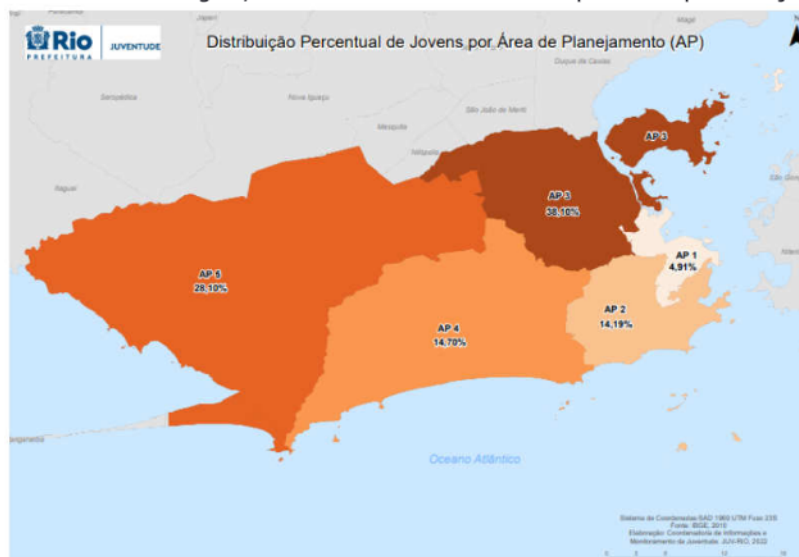 Rio
PREFEITURA
JUVENTUDE
Distribuição Percentual de Jovens por Área de Planejamento (AP)
Japeri
Magé
Duque de Caxias
Seropédica
Nova Iguaçu
São João de Meriti
Mesquita
Nilópolis
Itaguaí
AP 3
AP 3
38,10%
AP 1
4,91%
AP 5
28,10%
AP 2
14,19%
AP 4
14,70%
Oceano Atlântico
Sistema de Coordenadas SAD 1969 UTM Fuso 23S
Fonte: IBGE, 2010
Elaboração: Coordenadoria de Informações e
Monitoramento da Juventude. JUV-RIO, 2022